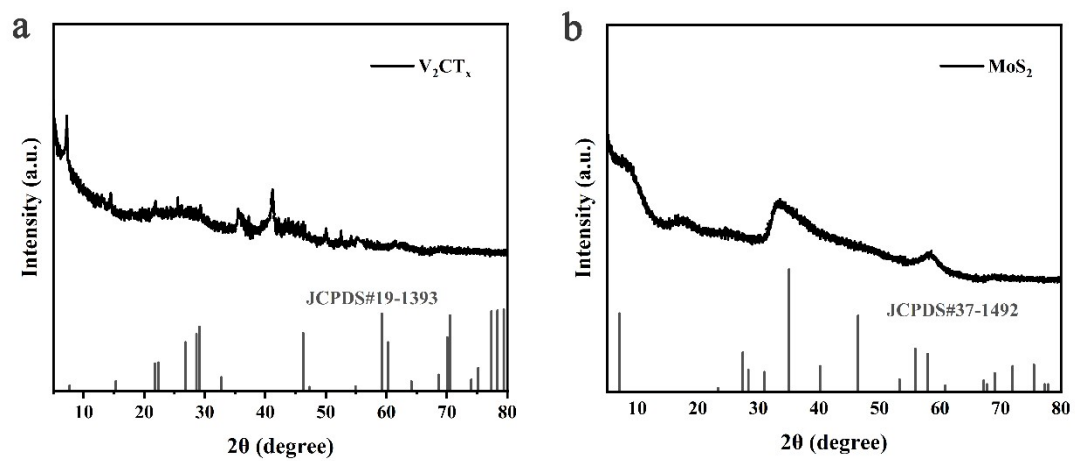 a
V₂CTₓ
Intensity (a.u.)
JCPDS#19-1393
10 20 30 40 50 60 70 80
2θ (degree)
b
MoS₂
Intensity (a.u.)
JCPDS#37-1492
10 20 30 40 50 60 70 80
2θ (degree)